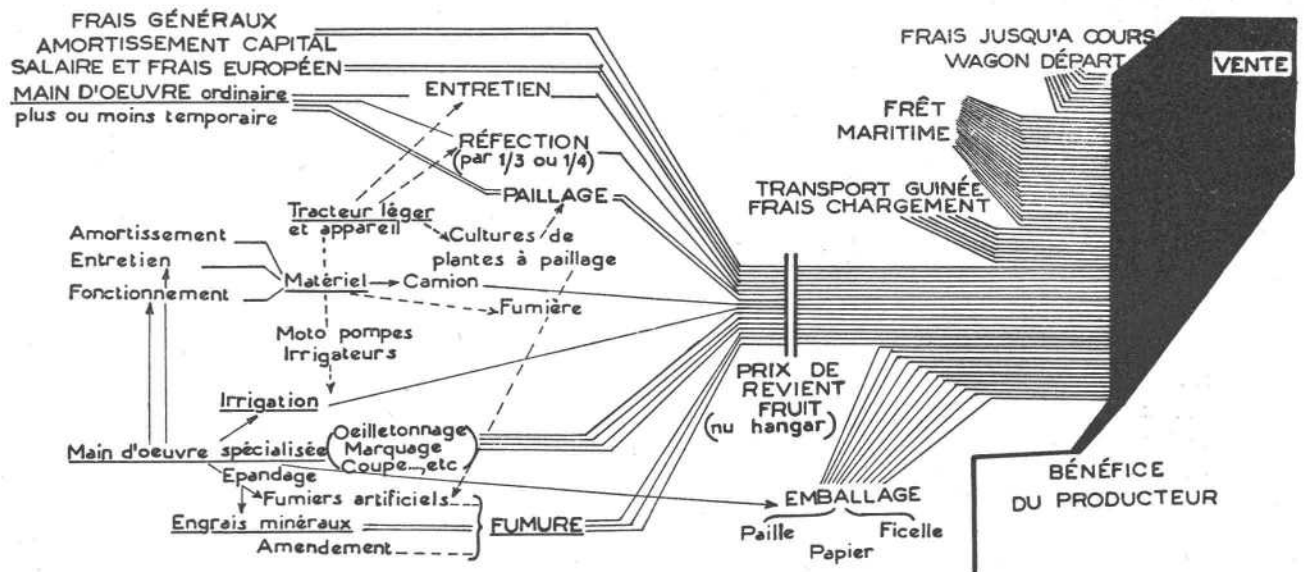 FRAIS GÉNÉRAUX
AMORTISSEMENT CAPITAL
SALAIRE ET FRAIS EUROPÉEN
MAIN D'OEUVRE ordinaire
plus ou moins temporaire
ENTRETIEN
RÉFECTION
(par 1/3 ou 1/4)
PAILLAGE
Tracteur léger
et appareil
Cultures de
plantes à paillage
Amortissement
Entretien
Fonctionnement
Matériel
Camion
Fumière
Moto pompes
Irrigateurs
Irrigation
Main d'oeuvre spécialisée
(Oeilletonnage
Marquage
Coupe...,etc)
Epandage
Fumiers artificiels
Engrais minéraux
Amendement
FUMURE
FRAIS JUSQU'A COURS
WAGON DÉPART
VENTE
FRÊT
MARITIME
TRANSPORT GUINÉE
FRAIS CHARGEMENT
PRIX DE
REVIENT
FRUIT
(nu hangar)
EMBALLAGE
Paille
Ficelle
Papier
BÉNÉFICE
DU PRODUCTEUR